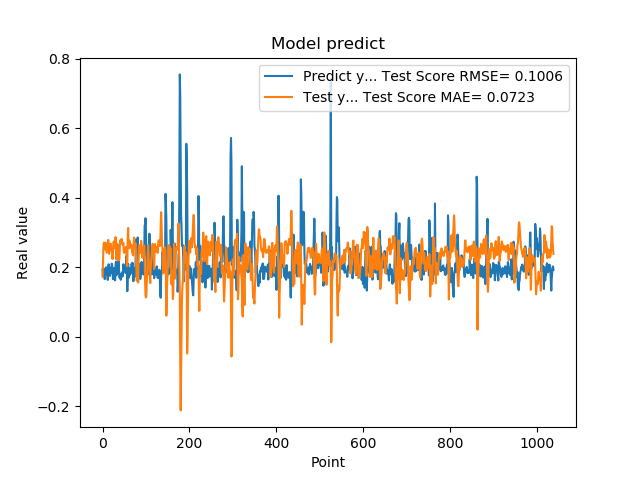 Model predict
Predict y... Test Score RMSE= 0.1006
Test y... Test Score MAE= 0.0723
Real value
0.8
0.6
0.4
0.2
0.0
−0.2
0 200 400 600 800 1000
Point